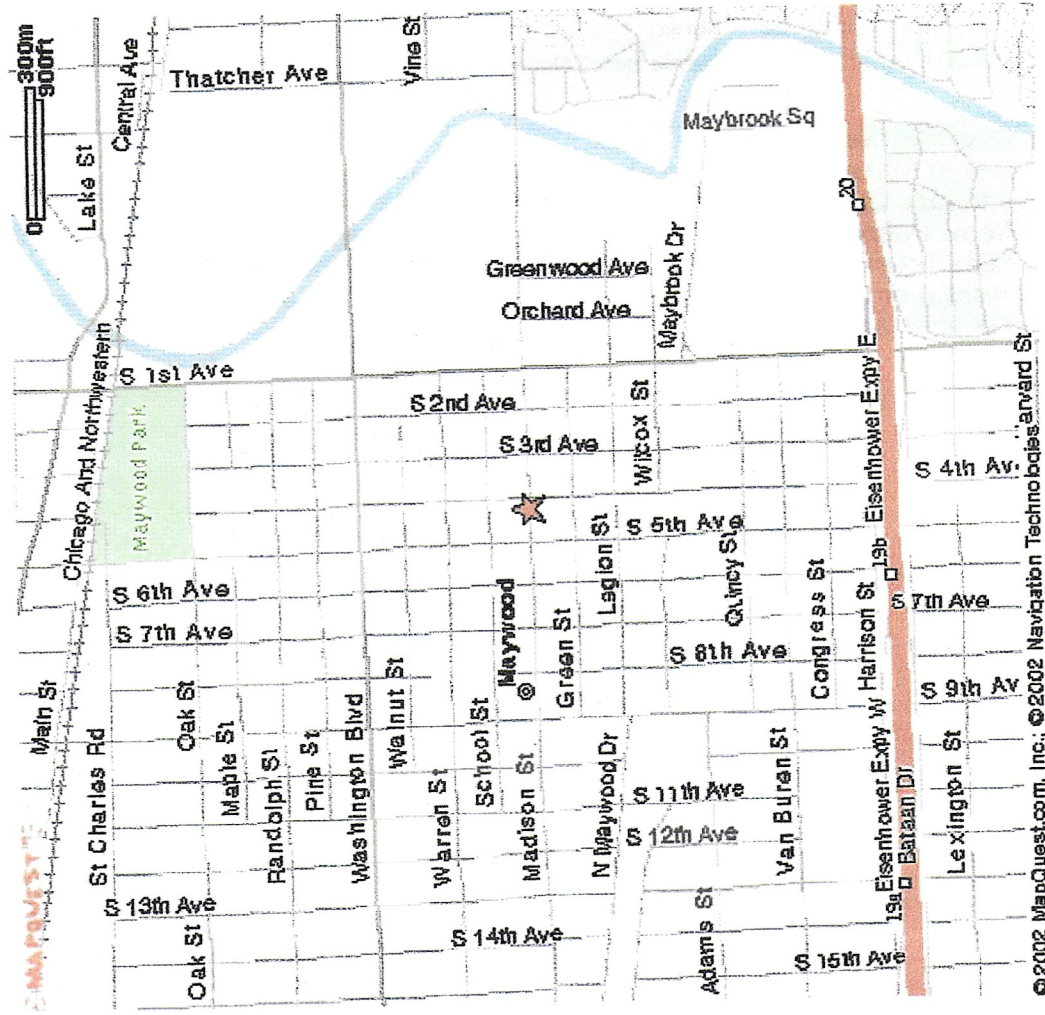 MAPQUEST
0 300m
900ft
Lake St
Central Ave
Thatcher Ave
Vine St
Maybrook Sq
Chicago And Northwestern
Greenwood Ave
Orchard Ave
Maybrook Dr
20
S 1st Ave
Maywood Park
S 2nd Ave
S 3rd Ave
Wilcox St
Eisenhower Expy E
S 4th Av
S 5th Ave
Legion St
Quincy St
19b
S 6th Ave
S 7th Ave
Maywood
Green St
S 8th Ave
Congress St
Harrison St
S 7th Ave
S 9th Av
Main St
St Charles Rd
Oak St
Maple St
Randolph St
Pine St
Washington Blvd
Walnut St
Warren St
School St
Madison St
N Maywood Dr
S 11th Ave
S 12th Ave
Van Buren St
Eisenhower Expy W
19a
Bataan Dr
Lexington St
S 13th Ave
Oak St
S 14th Ave
Adams St
S 15th Ave
©2002 MapQuest.com, Inc.; ©2002 Navigation Technologies
arvard St